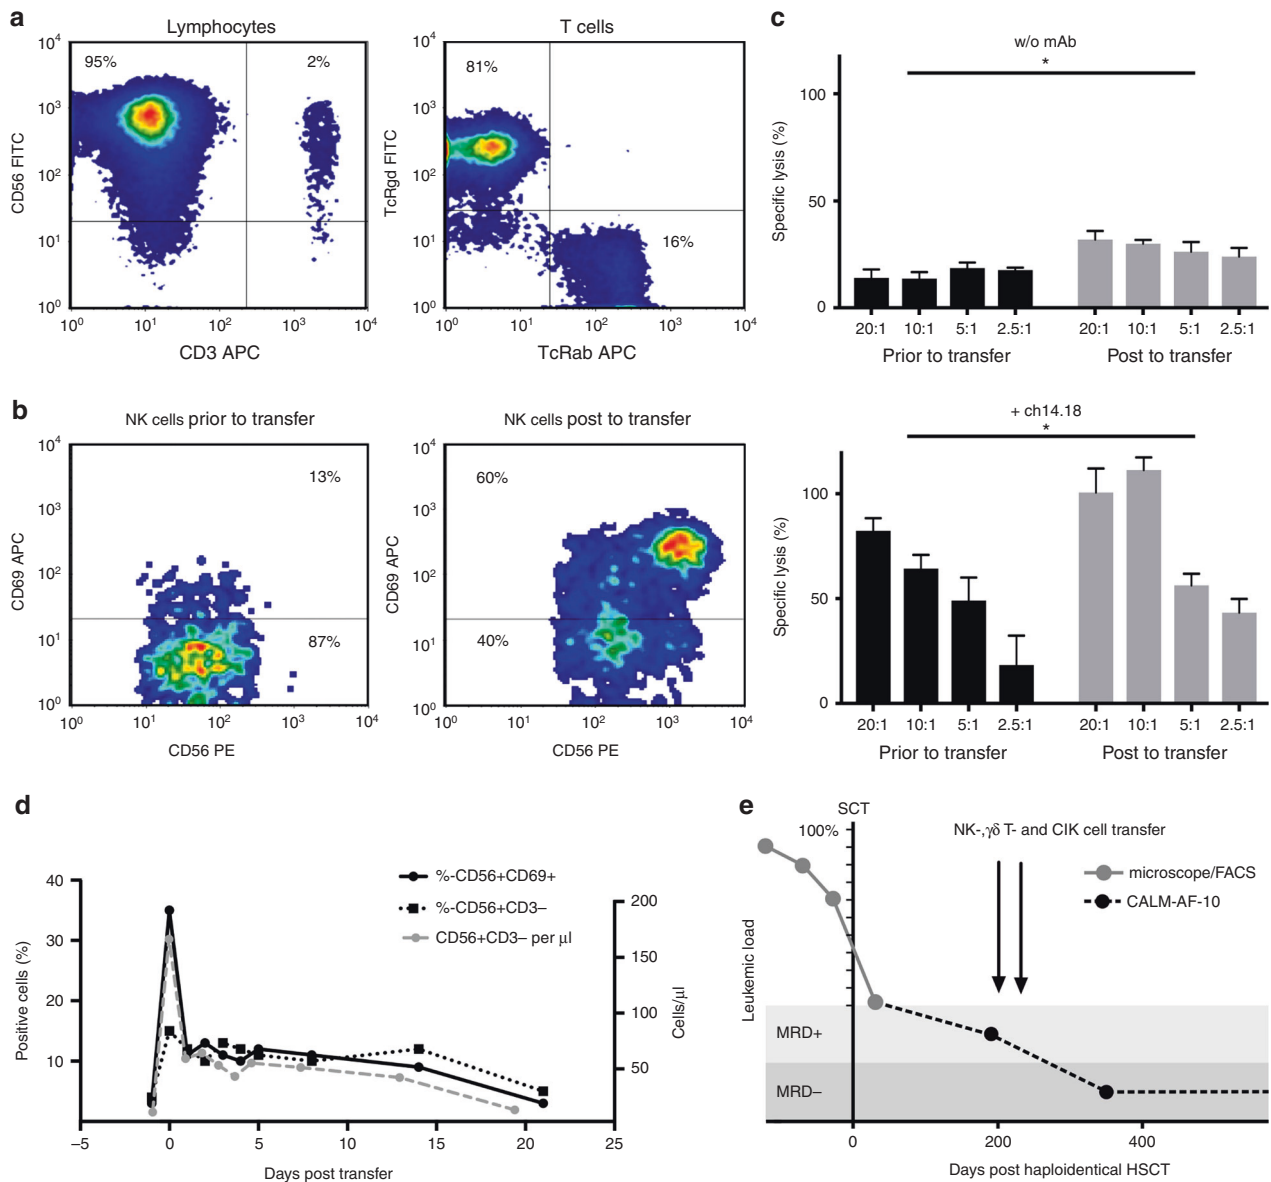 a
Lymphocytes
10⁴
10³
10²
10¹
10⁰
95%
2%
CD56 FITC
10⁰ 10¹ 10² 10³ 10⁴
CD3 APC
T cells
10⁴
10³
10²
10¹
10⁰
81%
16%
TcRgd FITC
10⁰ 10¹ 10² 10³ 10⁴
TcRab APC
b
NK cells prior to transfer
10⁴
10³
10²
10¹
10⁰
13%
87%
CD69 APC
10⁰ 10¹ 10² 10³ 10⁴
CD56 PE
NK cells post to transfer
10⁴
10³
10²
10¹
10⁰
60%
40%
CD69 APC
10⁰ 10¹ 10² 10³ 10⁴
CD56 PE
c
w/o mAb
*
100
50
0
Specific lysis (%)
20:1 10:1 5:1 2.5:1 20:1 10:1 5:1 2.5:1
Prior to transfer Post to transfer
+ ch14.18
*
100
50
0
Specific lysis (%)
20:1 10:1 5:1 2.5:1 20:1 10:1 5:1 2.5:1
Prior to transfer Post to transfer
d
%-CD56+CD69+
%-CD56+CD3–
CD56+CD3– per µl
40
30
20
10
Positive cells (%)
200
150
100
50
Cells/µl
–5 0 5 10 15 20 25
Days post transfer
e
SCT
100%
NK-,γδ T- and CIK cell transfer
microscope/FACS
CALM-AF-10
Leukemic load
MRD+
MRD–
0 200 400
Days post haploidentical HSCT